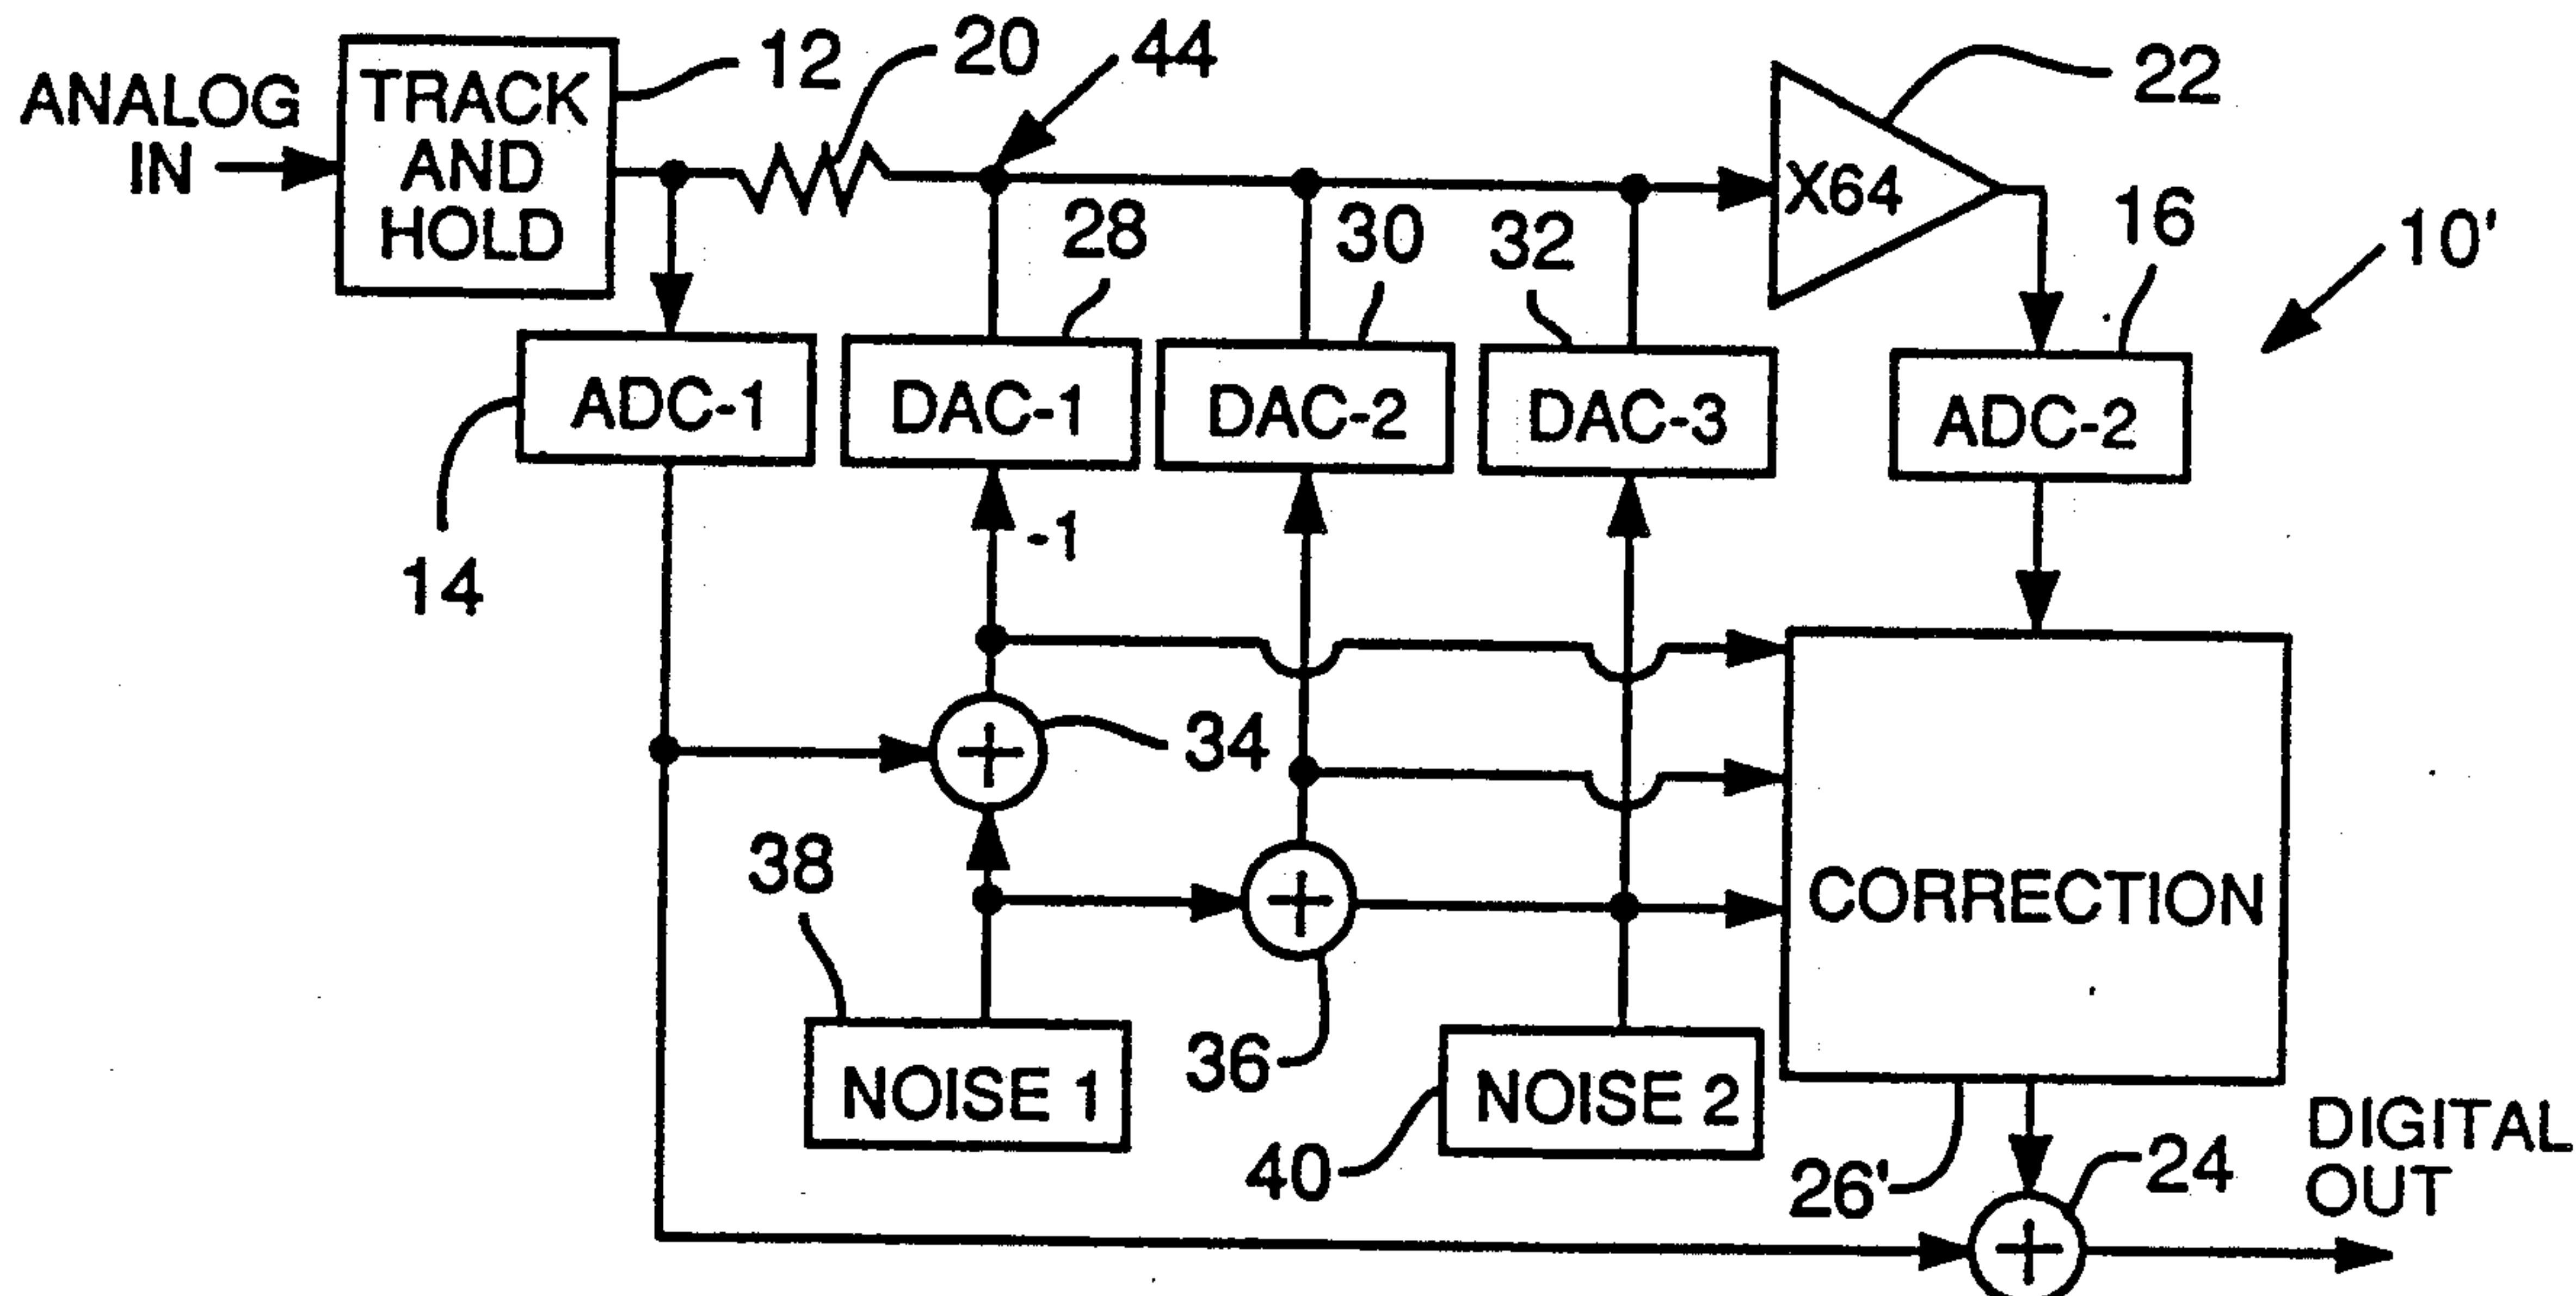 ANALOG
IN
TRACK
AND
HOLD
12
20
44
22
X64
28
30
32
16
10'
ADC-1
DAC-1
DAC-2
DAC-3
ADC-2
-1
14
+
34
38
+
CORRECTION
36
NOISE 1
NOISE 2
40
26'
24
+
DIGITAL
OUT